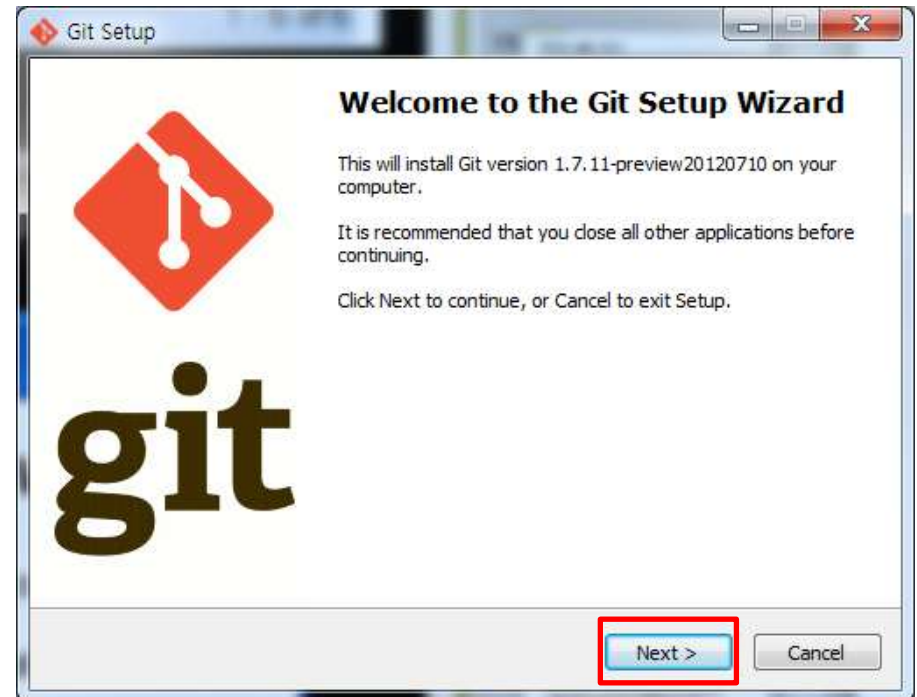 Git Setup
Welcome to the Git Setup Wizard
This will install Git version 1.7.11-preview20120710 on your
computer.
It is recommended that you close all other applications before
continuing.
Click Next to continue, or Cancel to exit Setup.
git
Next >
Cancel